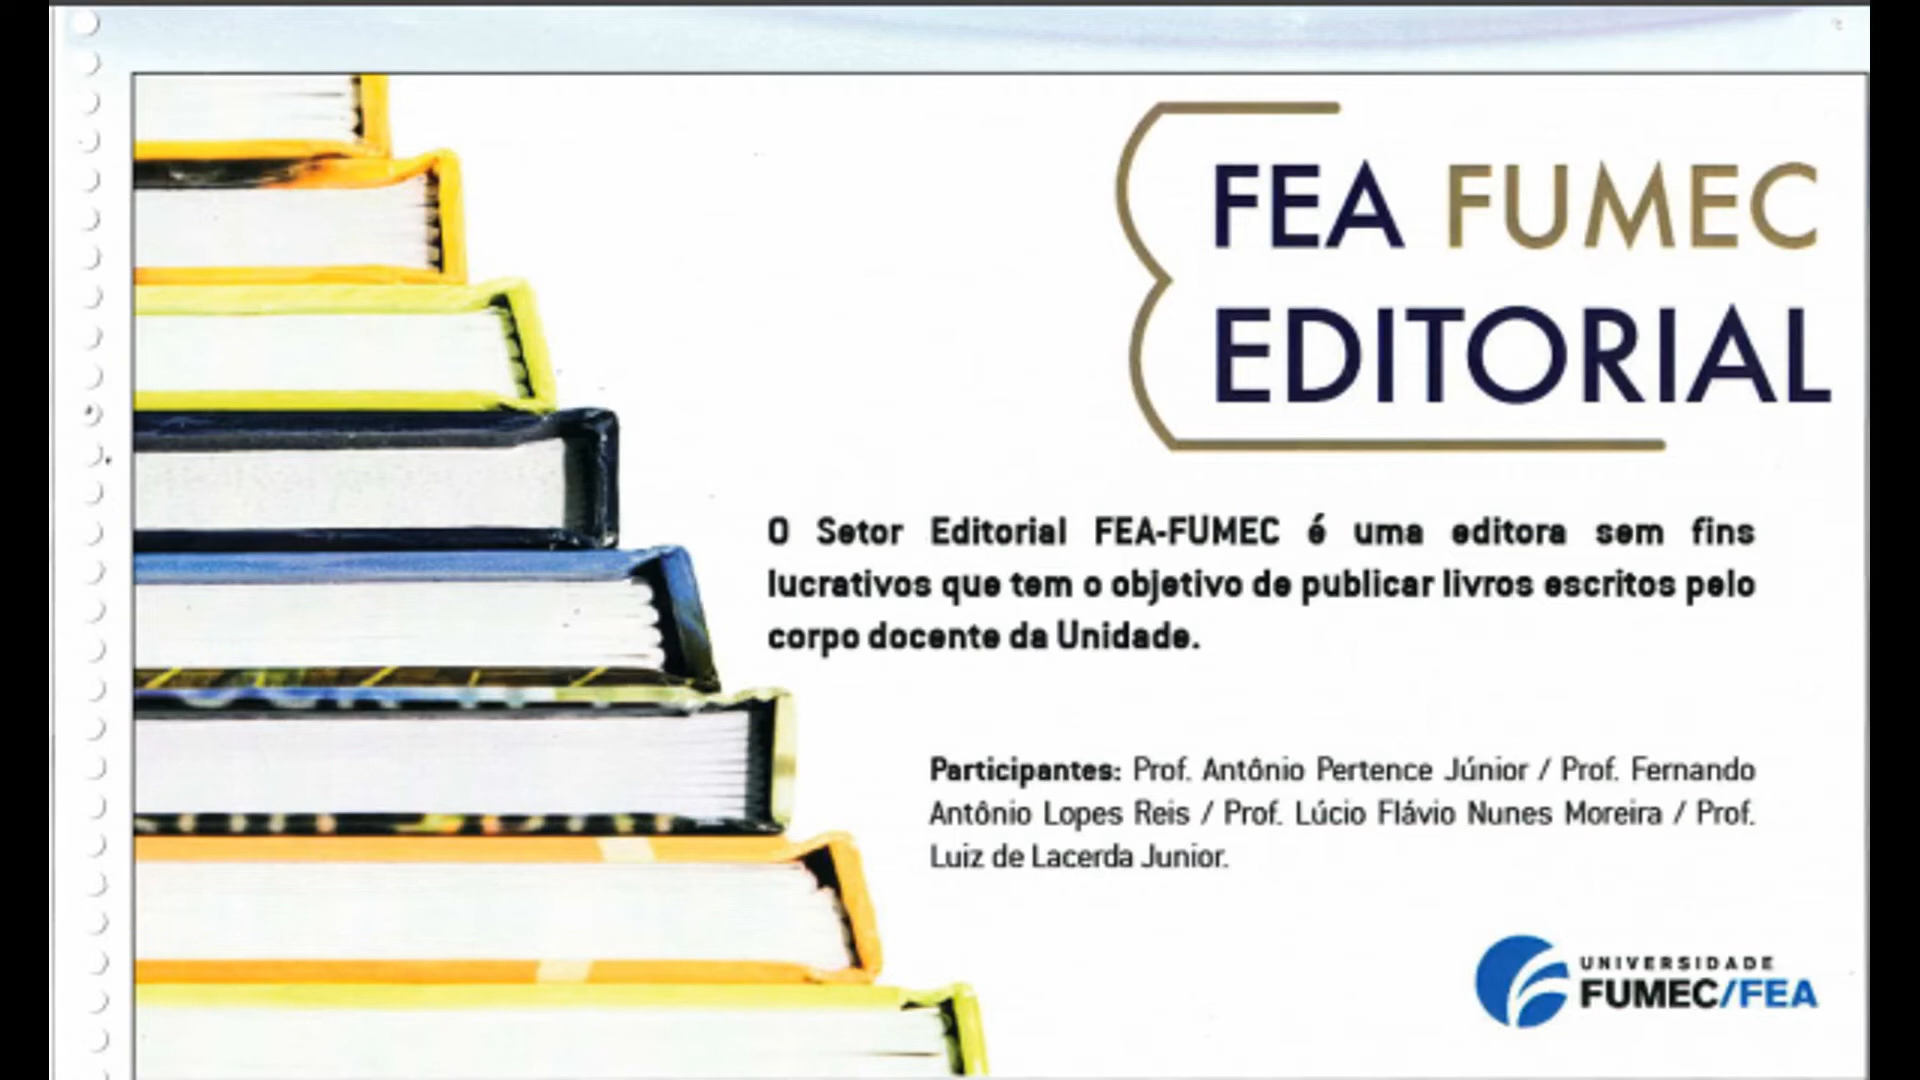 FEA FUMEC
EDITORIAL
O Setor Editorial FEA-FUMEC é uma editora sem fins
lucrativos que tem o objetivo de publicar livros escritos pelo
corpo docente da Unidade.
Participantes: Prof. Antônio Pertence Júnior / Prof. Fernando
Antônio Lopes Reis / Prof. Lúcio Flávio Nunes Moreira / Prof.
Luiz de Lacerda Junior.
UNIVERSIDADE
FUMEC/FEA